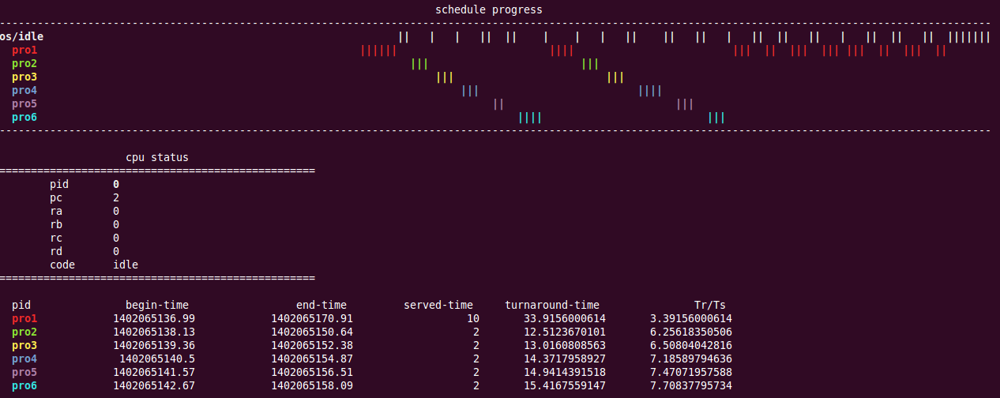 schedule progress
--------------------------------------------------------------------------------------------------------------------------------------------------------------
os/idle || | | || || | | | || || || | || || || | || || || |||||||
pro1 |||||| |||| ||| || ||| ||| ||| || ||| ||
pro2 ||| |||
pro3 ||| |||
pro4 ||| ||||
pro5 || |||
pro6 |||| |||
--------------------------------------------------------------------------------------------------------------------------------------------------------------
cpu status
==================================================
pid 0
pc 2
ra 0
rb 0
rc 0
rd 0
code idle
==================================================
pid begin-time end-time served-time turnaround-time Tr/Ts
pro1 1402065136.99 1402065170.91 10 33.9156000614 3.39156000614
pro2 1402065138.13 1402065150.64 2 12.5123670101 6.25618350506
pro3 1402065139.36 1402065152.38 2 13.0160808563 6.50804042816
pro4 1402065140.5 1402065154.87 2 14.3717958927 7.18589794636
pro5 1402065141.57 1402065156.51 2 14.9414391518 7.47071957588
pro6 1402065142.67 1402065158.09 2 15.4167559147 7.70837795734